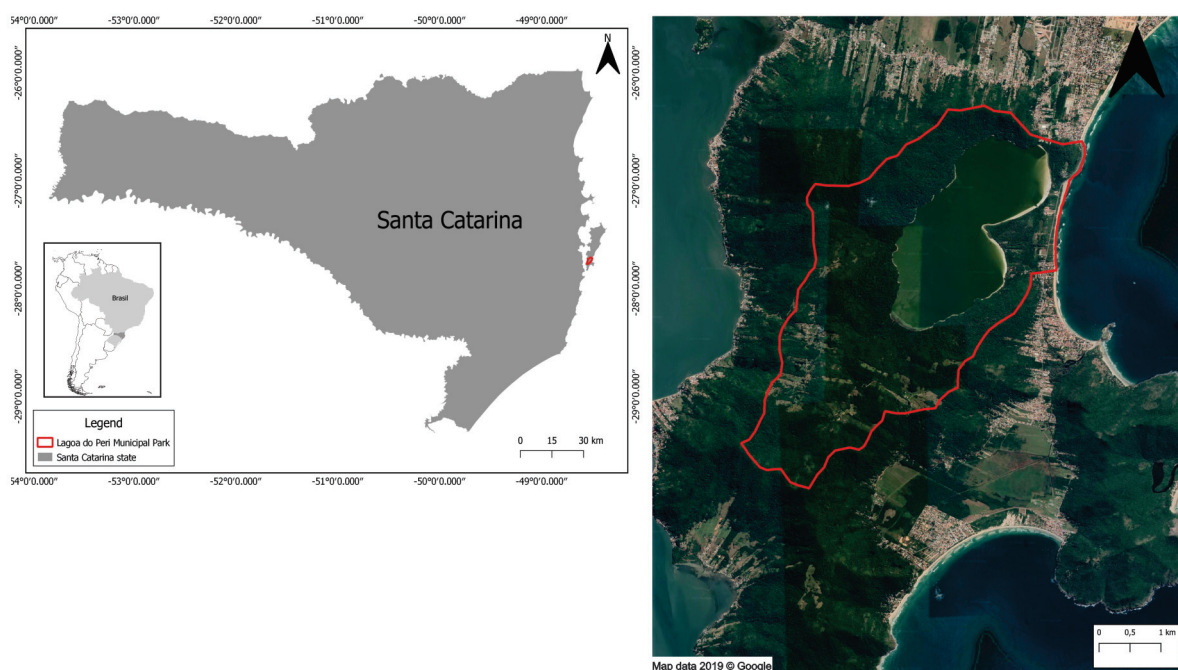 54°0'0.000" -53°0'0.000" -52°0'0.000" -51°0'0.000" -50°0'0.000" -49°0'0.000"
N
-26°0'0.000"
-27°0'0.000"
-28°0'0.000"
-29°0'0.000"
-26°0'0.000"
-27°0'0.000"
-28°0'0.000"
-29°0'0.000"
Santa Catarina
Brasil
Legend
Lagoa do Peri Municipal Park
Santa Catarina state
0 15 30 km
54°0'0.000" -53°0'0.000" -52°0'0.000" -51°0'0.000" -50°0'0.000" -49°0'0.000"
0 0,5 1 km
Map data 2019 © Google